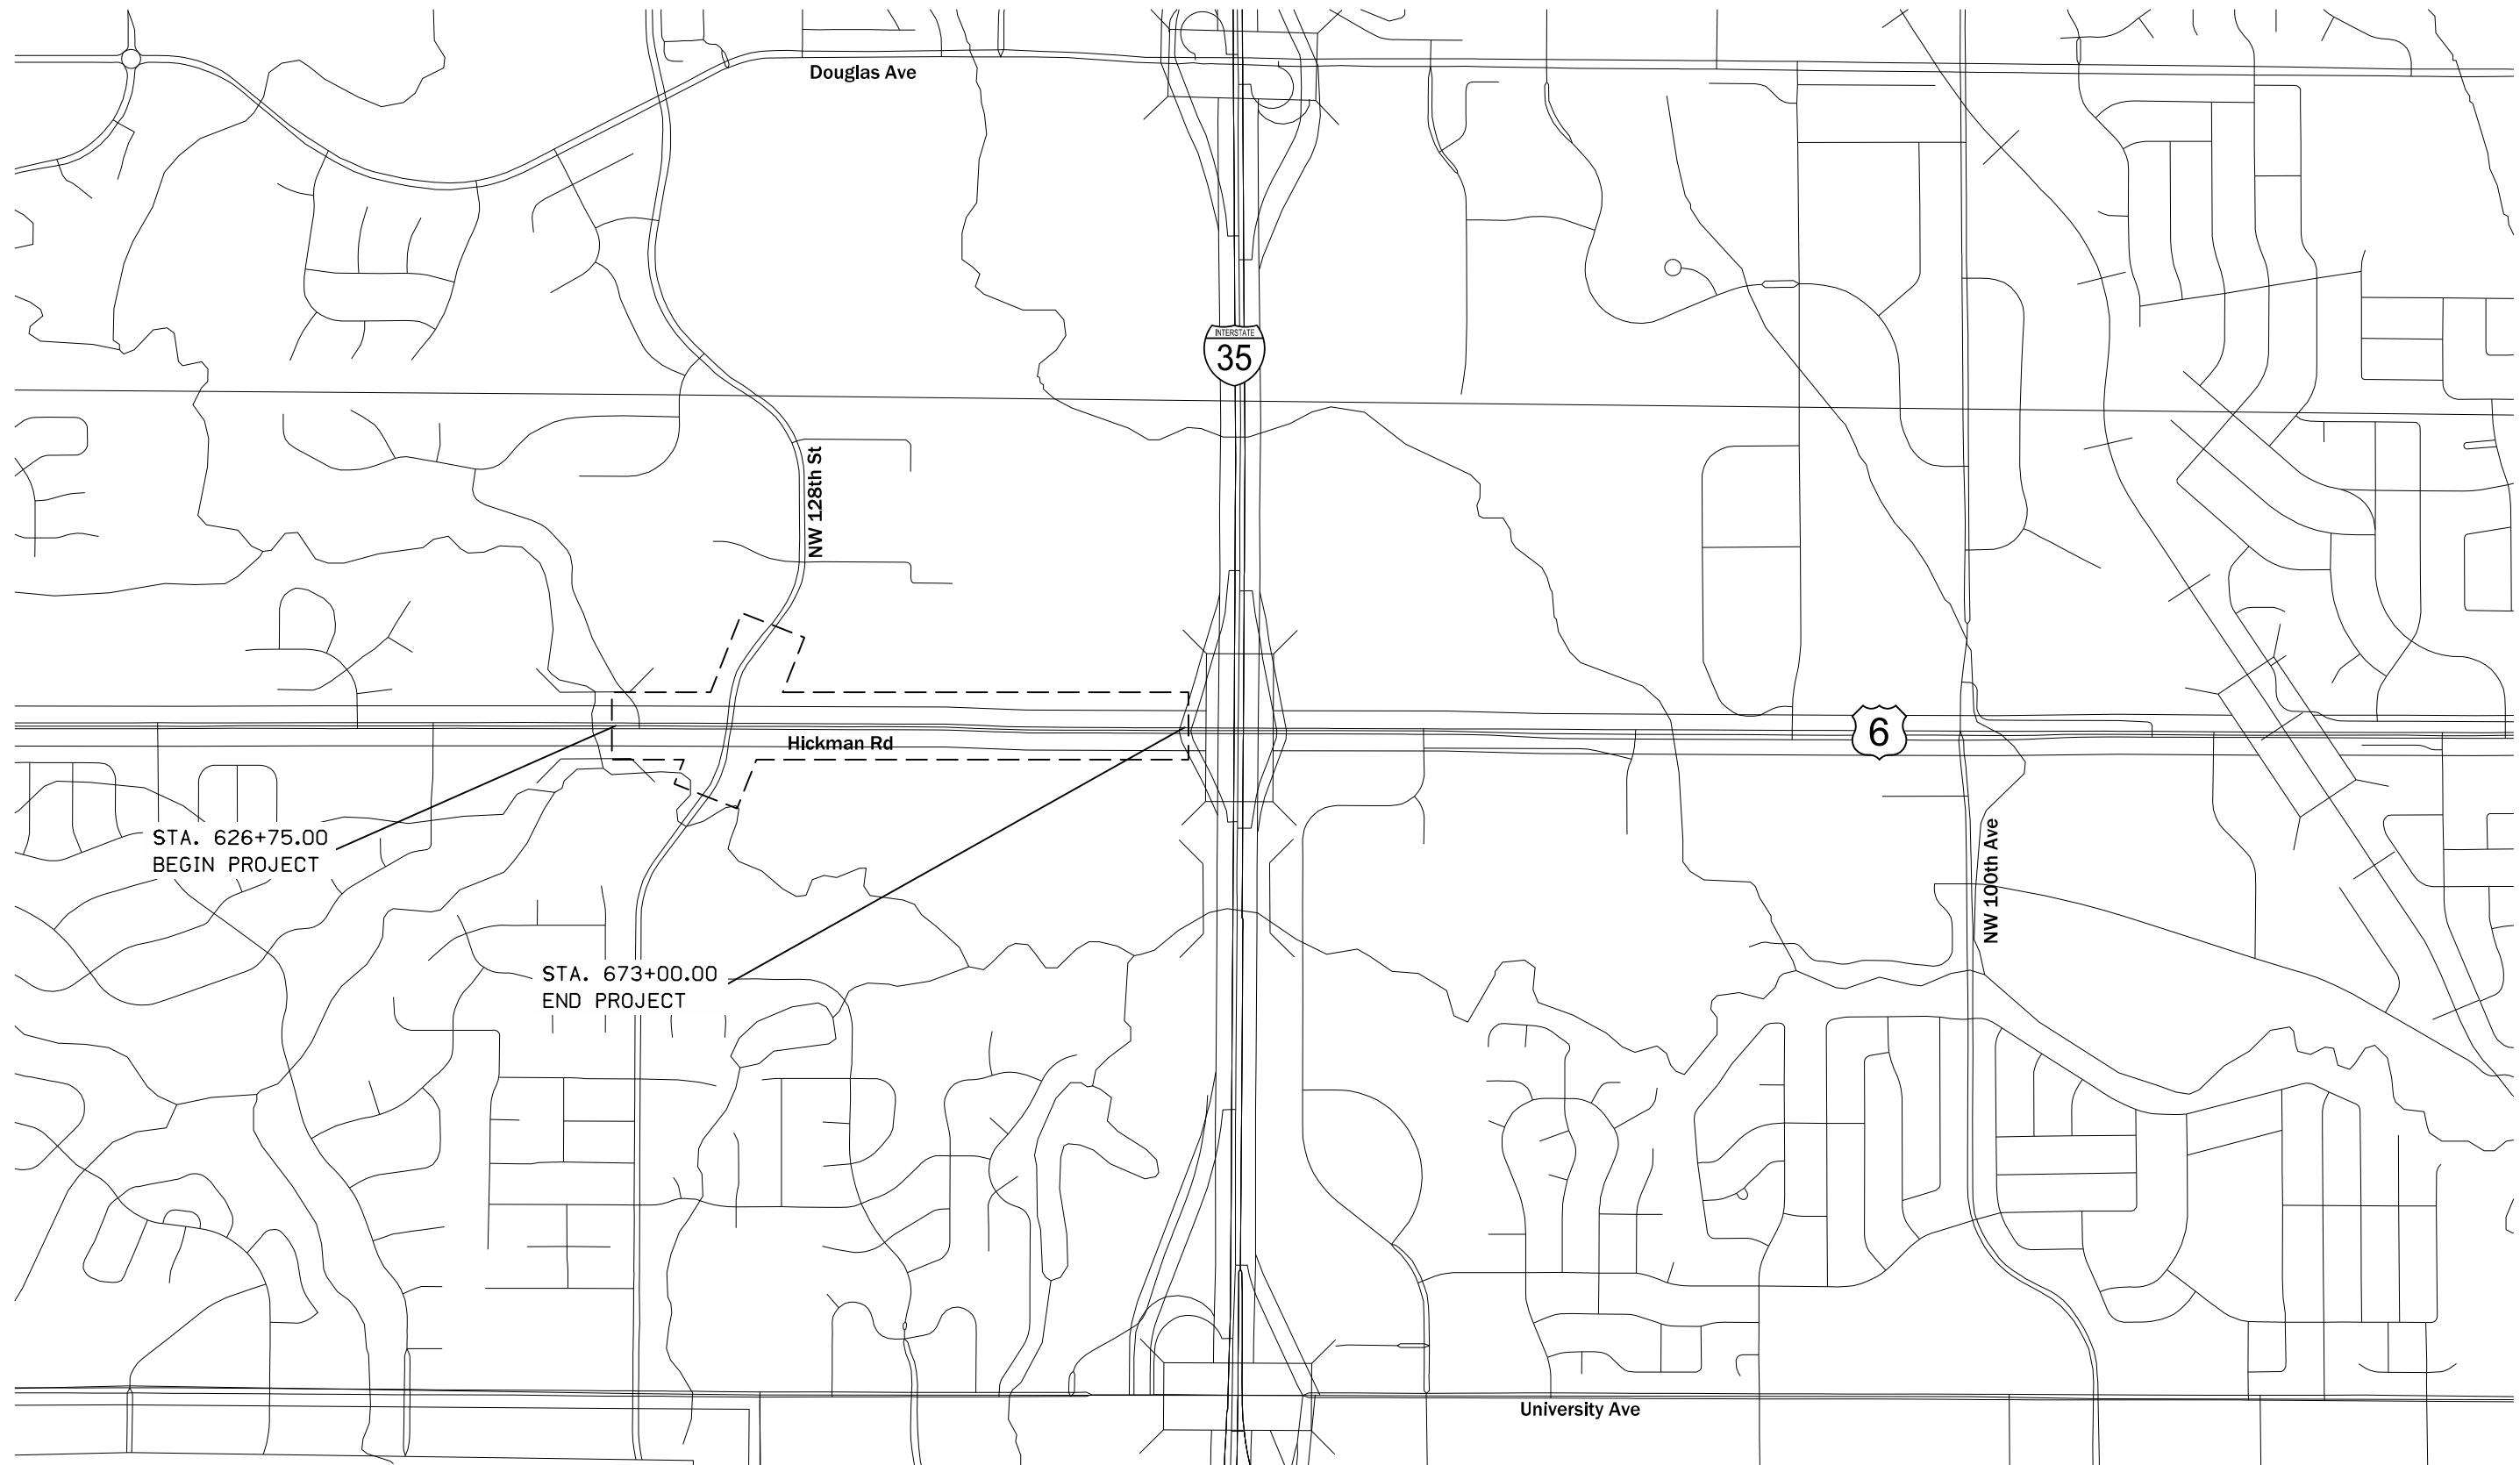 Douglas Ave
INTERSTATE
35
NW 128th St
6
Hickman Rd
STA. 626+75.00
BEGIN PROJECT
NW 100th Ave
STA. 673+00.00
END PROJECT
University Ave